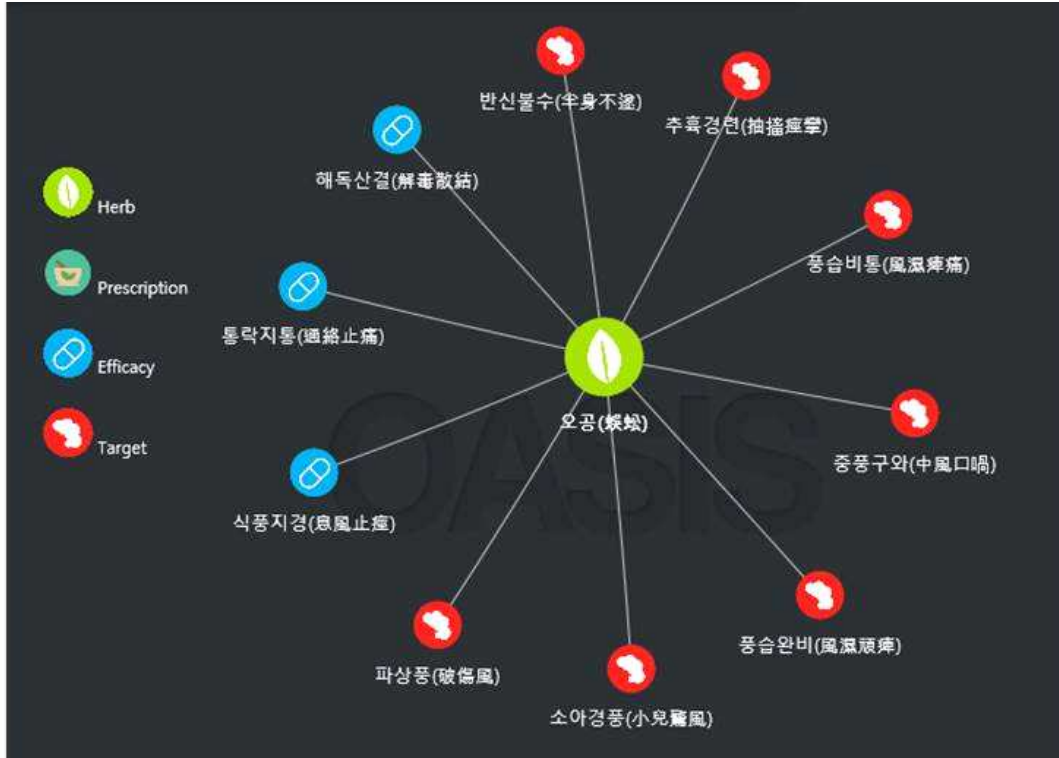 반신불수(半身不遂)
추휵경련(抽搐痙攣)
해독산결(解毒散結)
Herb
풍습비통(風濕痺痛)
Prescription
통락지통(通絡止痛)
Efficacy
오공(蜈蚣)
Target
중풍구와(中風口喎)
식풍지경(息風止痙)
풍습완비(風濕頑痺)
파상풍(破傷風)
소아경풍(小兒驚風)
OASIS